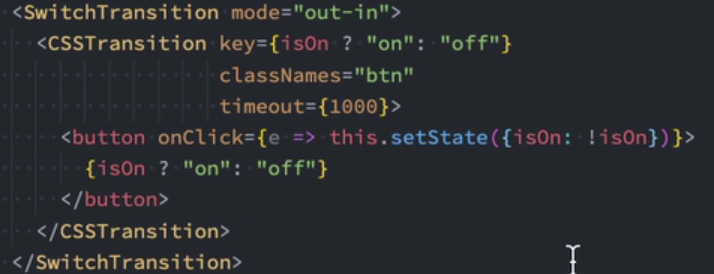 <SwitchTransition mode="out-in">
<CSSTransition key={isOn ? "on": "off"}
classNames="btn"
timeout={1000}>
<button onClick={e => this.setState({isOn: !isOn})}>
{isOn ? "on": "off"}
</button>
</CSSTransition>
</SwitchTransition>